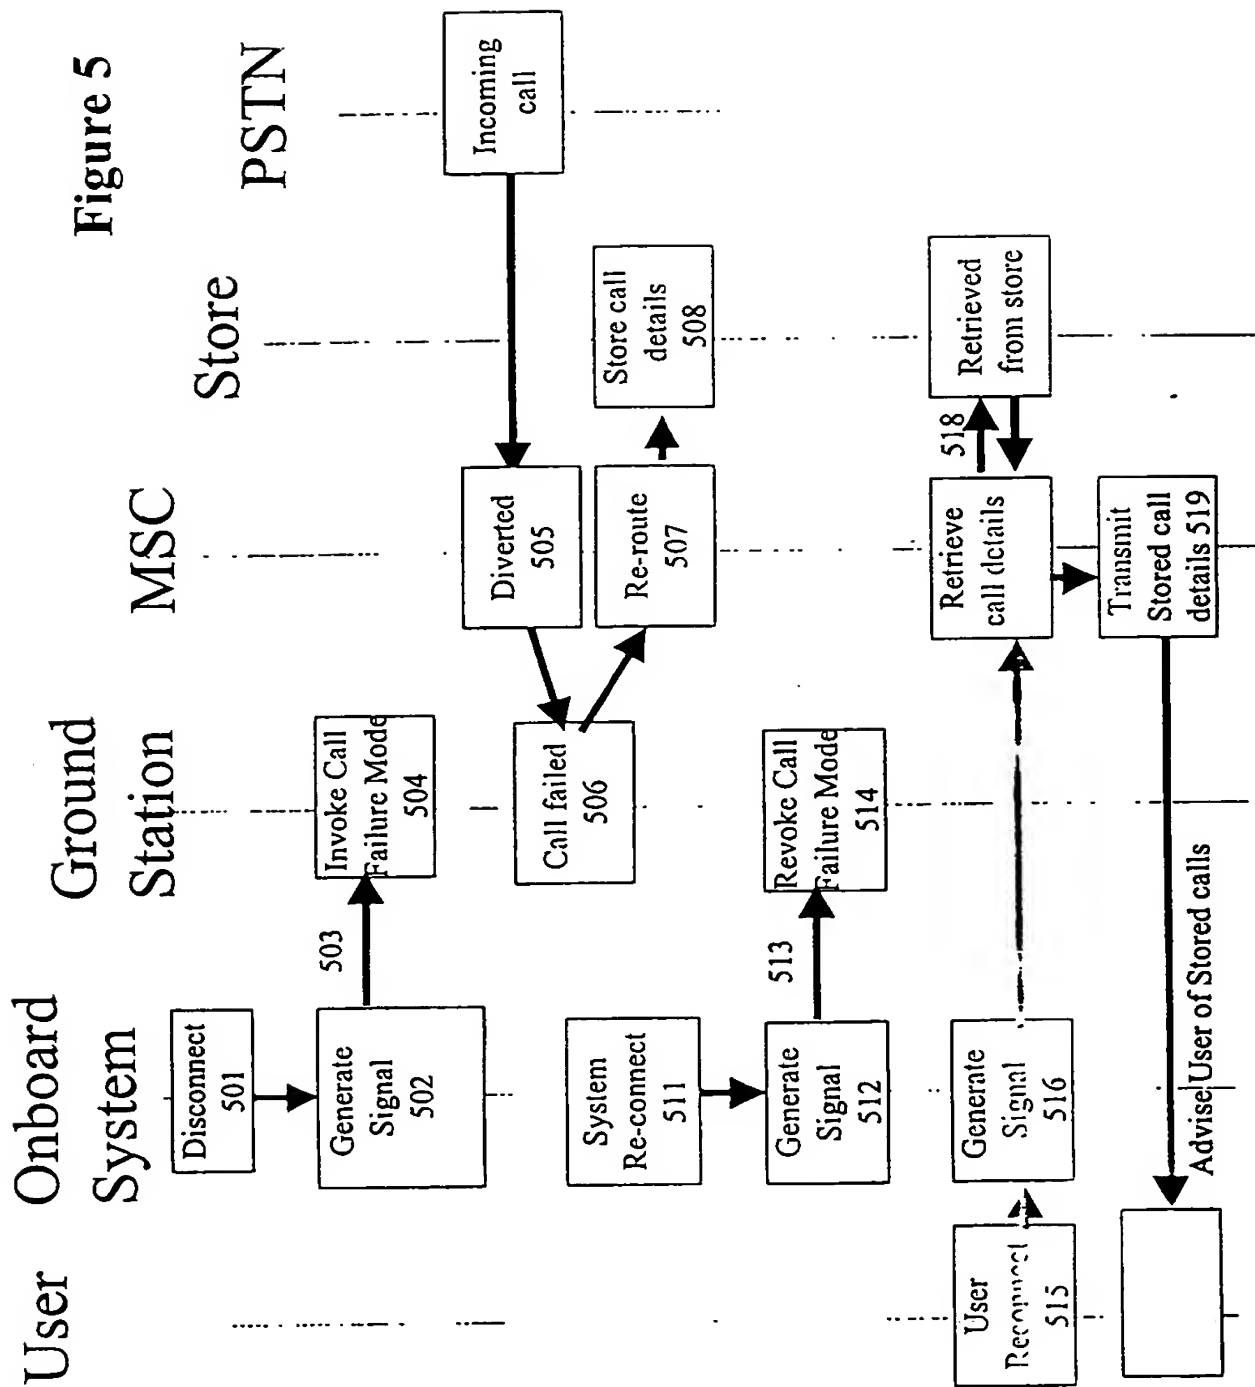 Figure 5
User
Onboard
System
Ground
Station
MSC
Store
PSTN
Disconnect
501
Generate
Signal
502
503
Invoke Call
Failure Mode
504
Incoming
call
Diverted
505
Call failed
506
Re-route
507
Store call
details
508
System
Re-connect
511
Generate
Signal
512
513
Revoke Call
Failure Mode
514
User
Reconnect
515
Generate
Signal
516
Retrieve
call details
518
Retrieved
from store
Transmit
Stored call
details 519
Advise User of Stored calls